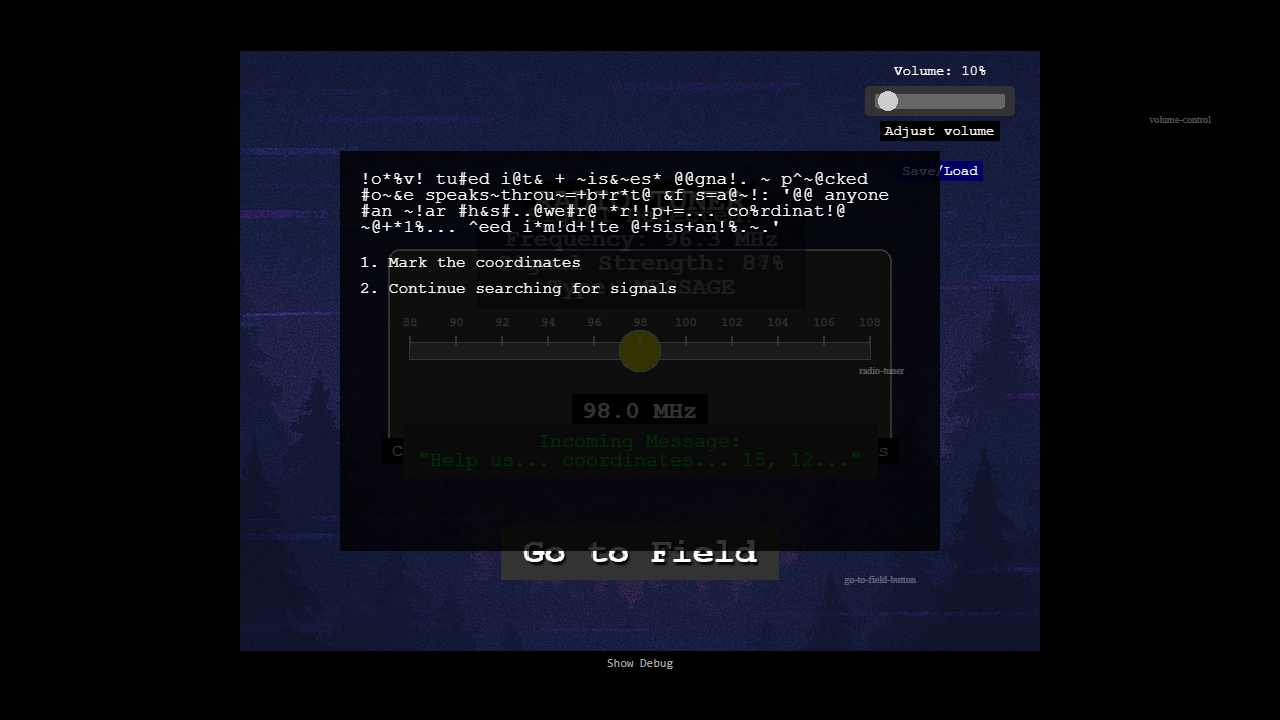 Volume: 10%
volume-control
Adjust volume
Save/Load
!o*%v! tu#ed i@t& + ~is&~es* @@gna!. ~ p^~@cked
#o~&e speaks~throu~=+b+r*t@ &f s=a@~!: '@@ anyone
#an ~!ar #h&s#..@we#r@ *r!!p+=... co%rdinat!@
~@+*1%... ^eed i*m!d+!te @+sis+an!%.~.'
Frequency: 96.3 MHz
1. Mark the coordinates
Signal Strength: 87%
2. Continue searching for signals
Type: MESSAGE
88 90 92 94 96 98 100 102 104 106 108
radio-tuner
98.0 MHz
Incoming Message:
"Help us... coordinates... 15, 12..."
Go to Field
go-to-field-button
Show Debug